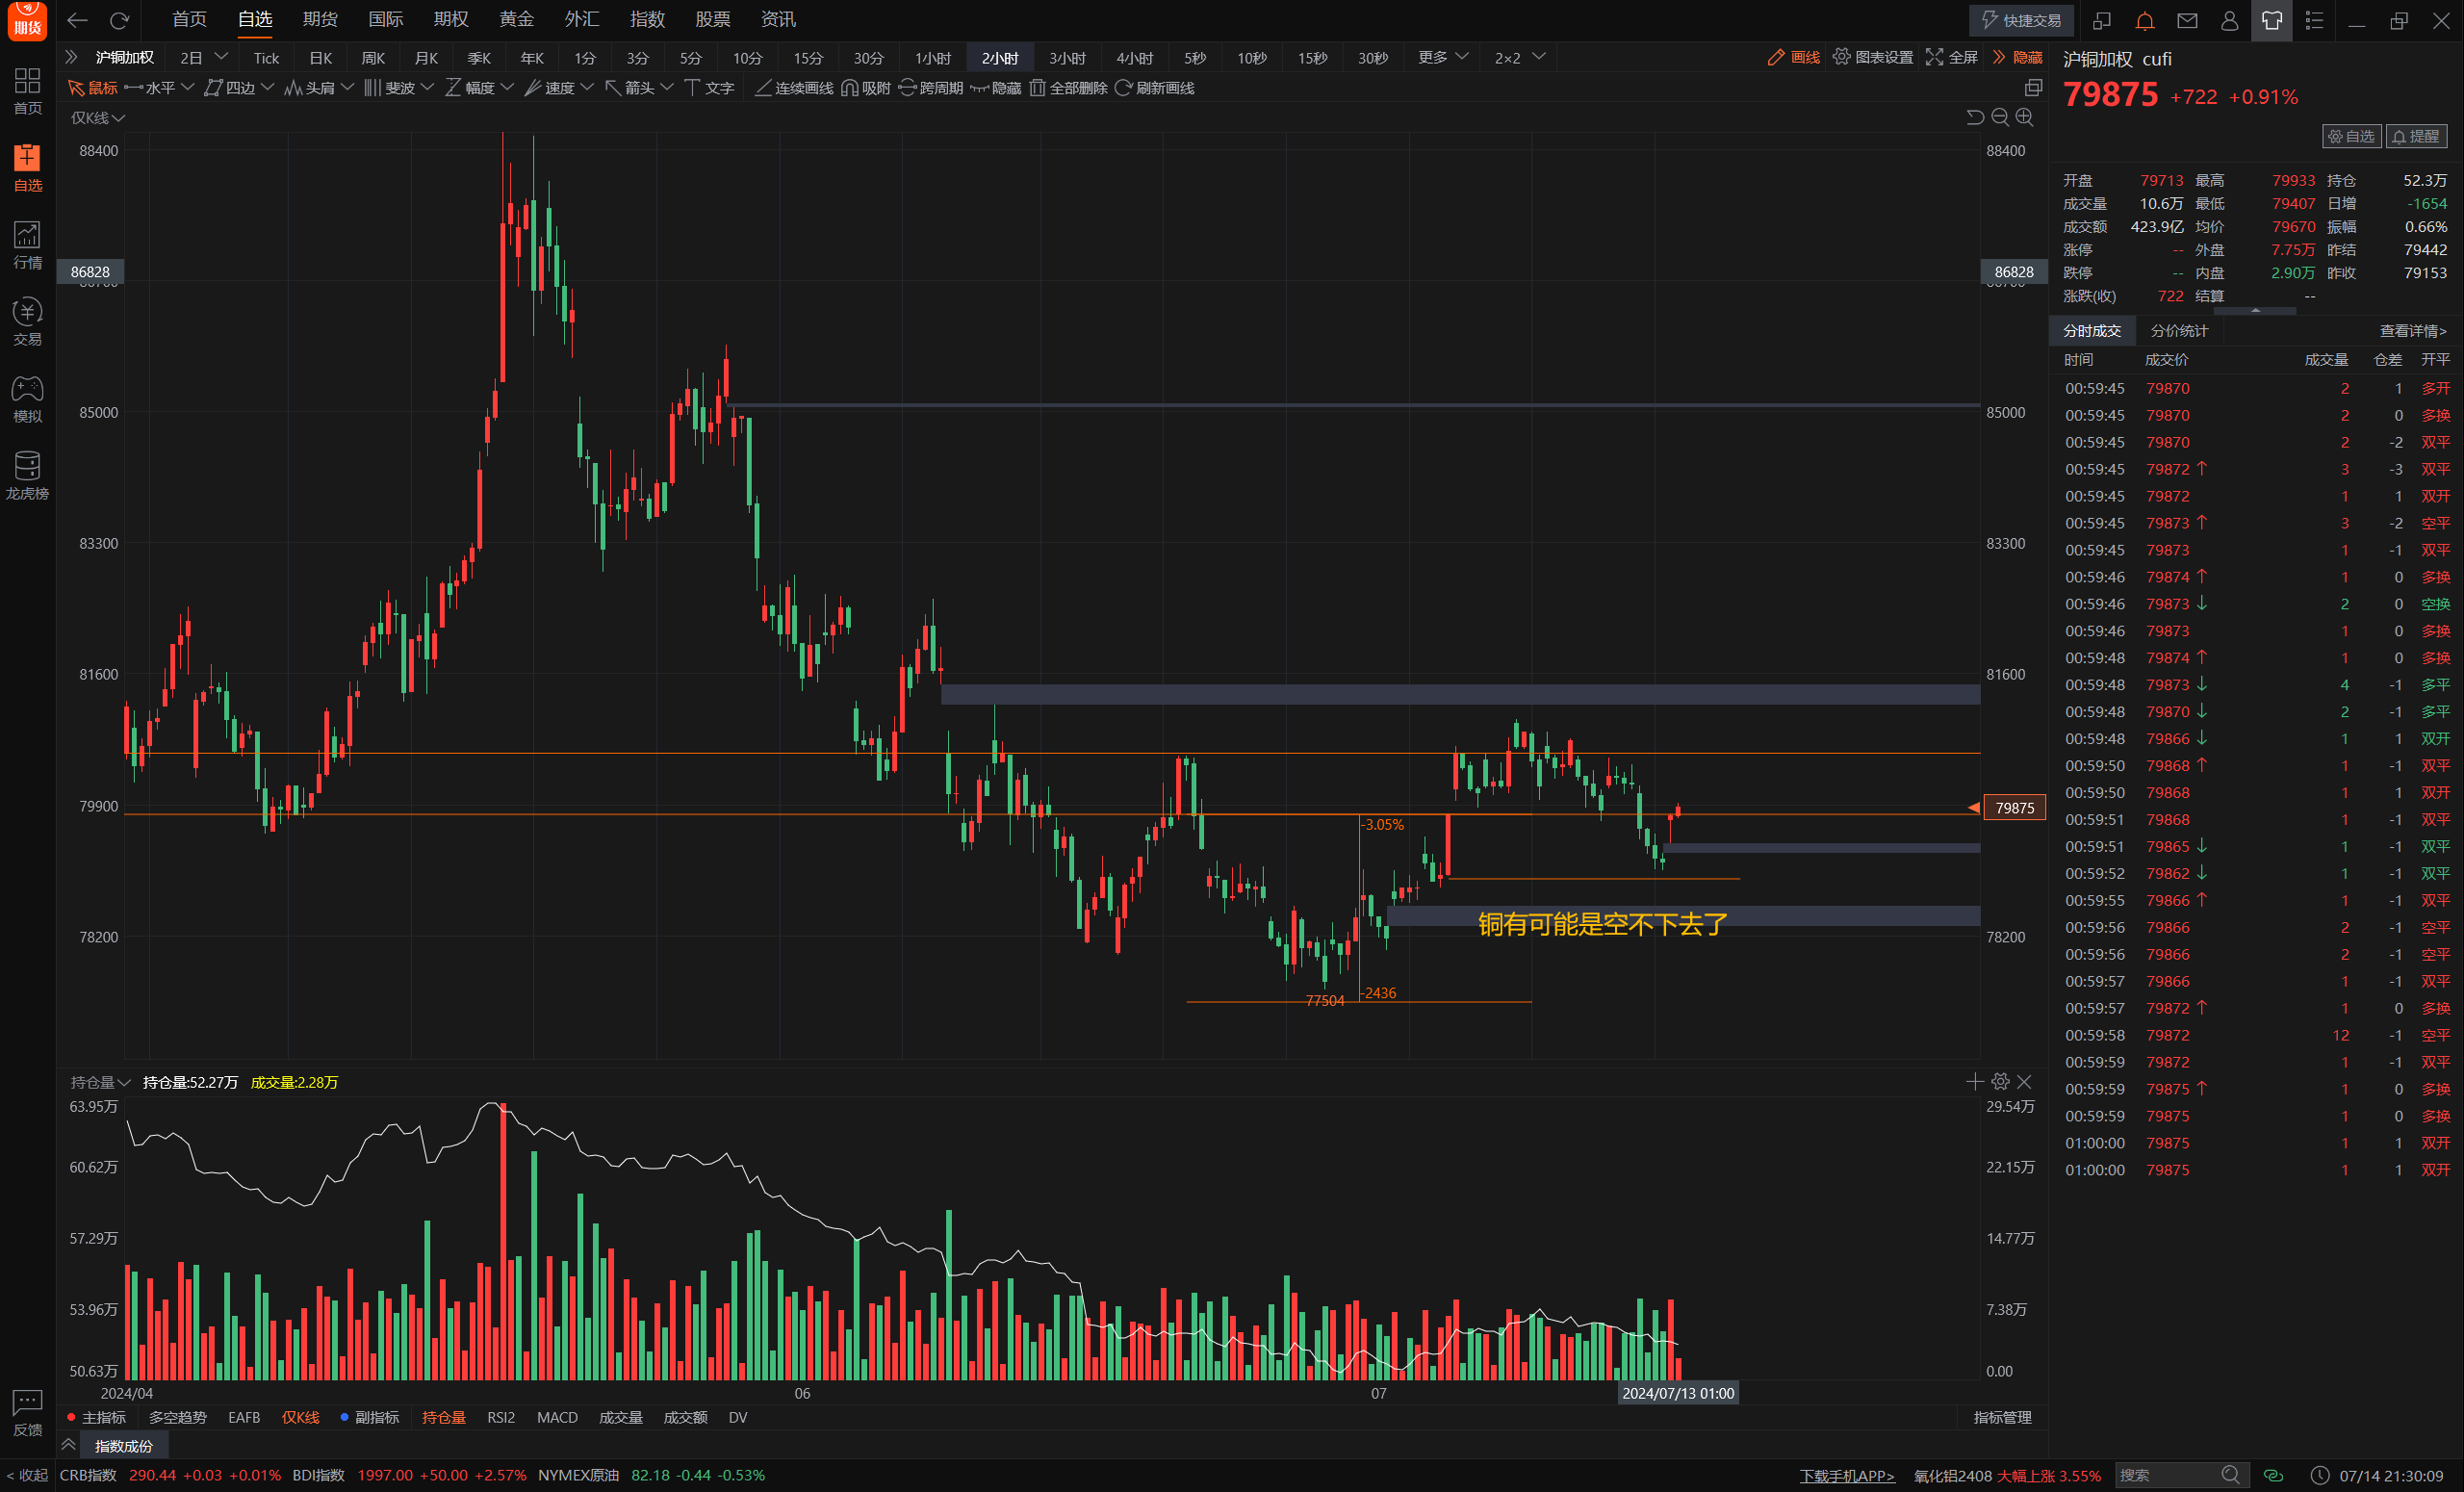 期货 首页 自选 期货 国际 期权 黄金 外汇 指数 股票 资讯 快捷交易
沪铜加权 2日 Tick 日K 周K 月K 季K 年K 1分 3分 5分 10分 15分 30分 1小时 2小时 3小时 4小时 5秒 10秒 15秒 30秒 更多 2×2 画线 图表设置 全屏 隐藏
鼠标 水平 四边 头肩 斐波 幅度 速度 箭头 文字 连续画线 吸附 跨周期 隐藏 全部删除 刷新画线
首页
自选
行情
交易
模拟
龙虎榜
反馈
仅K线
88400 88400
86828 86828
85000 85000
83300 83300
81600 81600
79900 79875
-3.05%
铜有可能是空不下去了
78200 78200
-2436
77504
持仓量 持仓量:52.27万 成交量:2.28万
63.95万 29.54万
60.62万 22.15万
57.29万 14.77万
53.96万 7.38万
50.63万 0.00
2024/04 06 07 2024/07/13 01:00
主指标 多空趋势 EAFB 仅K线 副指标 持仓量 RSI2 MACD 成交量 成交额 DV 指标管理
指数成份
沪铜加权 cufi
79875 +722 +0.91%
自选 提醒
开盘 79713 最高 79933 持仓 52.3万
成交量 10.6万 最低 79407 日增 -1654
成交额 423.9亿 均价 79670 振幅 0.66%
涨停 -- 外盘 7.75万 昨结 79442
跌停 -- 内盘 2.90万 昨收 79153
涨跌(收) 722 结算 --
分时成交 分价统计 查看详情>
时间 成交价 成交量 仓差 开平
00:59:45 79870 2 1 多开
00:59:45 79870 2 0 多换
00:59:45 79870 2 -2 双平
00:59:45 79872 ↑ 3 -3 双平
00:59:45 79872 1 1 双开
00:59:45 79873 ↑ 3 -2 空平
00:59:45 79873 1 -1 双平
00:59:46 79874 ↑ 1 0 多换
00:59:46 79873 ↓ 2 0 空换
00:59:46 79873 1 0 多换
00:59:48 79874 ↑ 1 0 多换
00:59:48 79873 ↓ 4 -1 多平
00:59:48 79870 ↓ 2 -1 多平
00:59:48 79866 ↓ 1 1 双开
00:59:50 79868 ↑ 1 -1 双平
00:59:50 79868 1 1 双开
00:59:51 79868 1 -1 双平
00:59:51 79865 ↓ 1 -1 双平
00:59:52 79862 ↓ 1 -1 双平
00:59:55 79866 ↑ 1 -1 双平
00:59:56 79866 2 -1 空平
00:59:56 79866 2 -1 空平
00:59:57 79866 1 -1 双平
00:59:57 79872 ↑ 1 0 多换
00:59:58 79872 12 -1 空平
00:59:59 79872 1 -1 双平
00:59:59 79875 ↑ 1 0 多换
00:59:59 79875 1 0 多换
01:00:00 79875 1 1 双开
01:00:00 79875 1 1 双开
< 收起 CRB指数 290.44 +0.03 +0.01% BDI指数 1997.00 +50.00 +2.57% NYMEX原油 82.18 -0.44 -0.53% 下载手机APP> 氧化铝2408 大幅上涨 3.55% 搜索 07/14 21:30:09